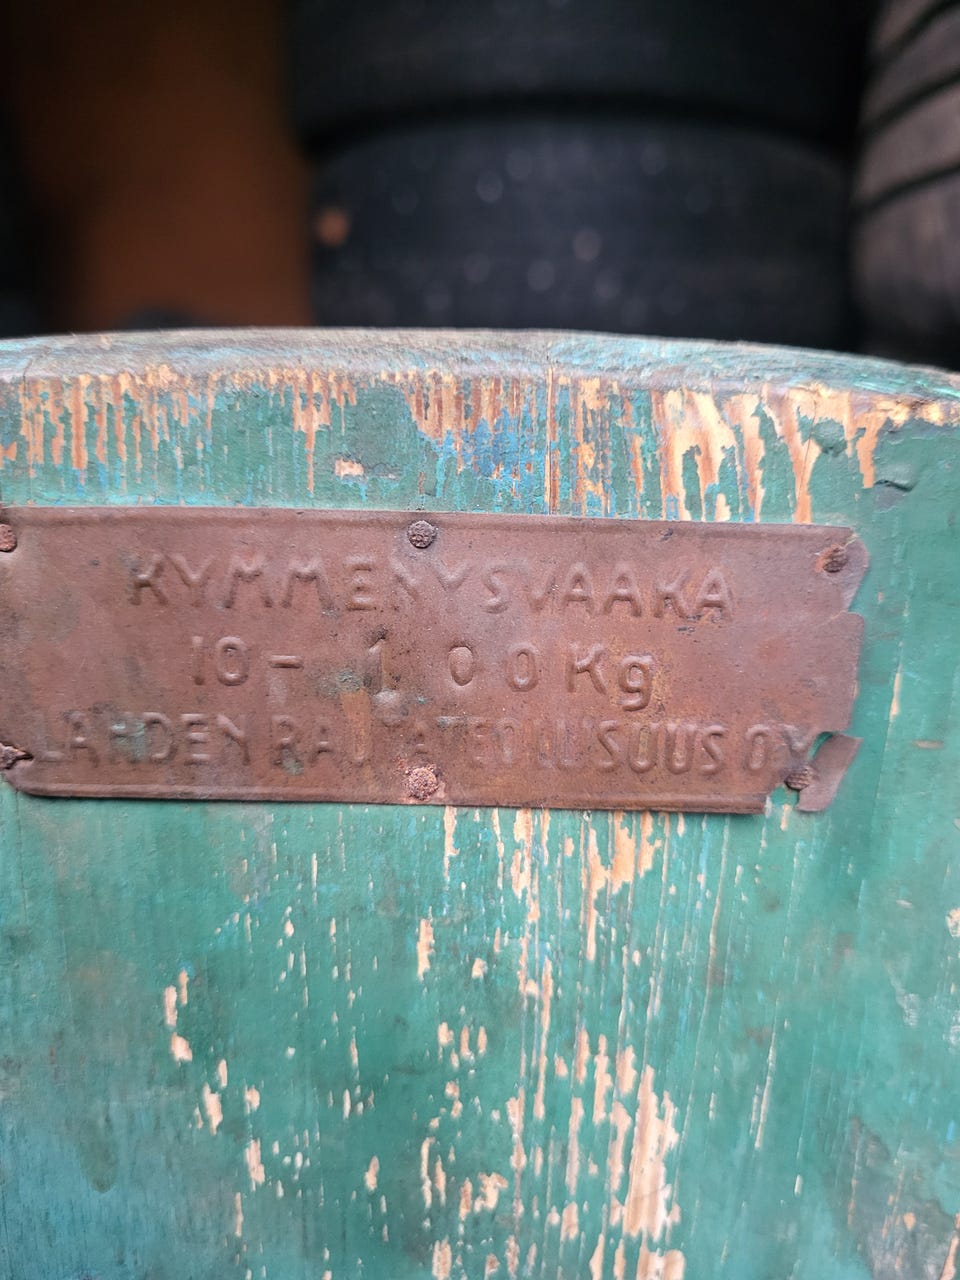 KYMMENYSVAAKA
10 - 100 Kg
LAHDEN RAUTATEOLLISUUS OY